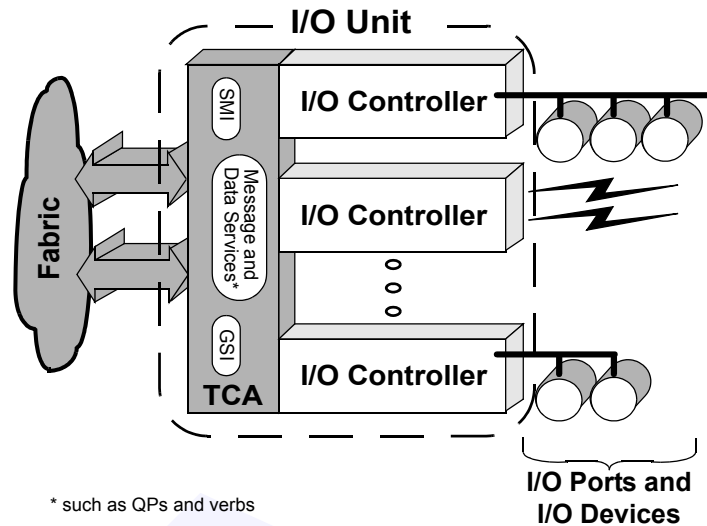 I/O Unit
SMI
I/O Controller
Message and
Data Services*
I/O Controller
Fabric
GSI
I/O Controller
TCA
I/O Ports and
I/O Devices
* such as QPs and verbs